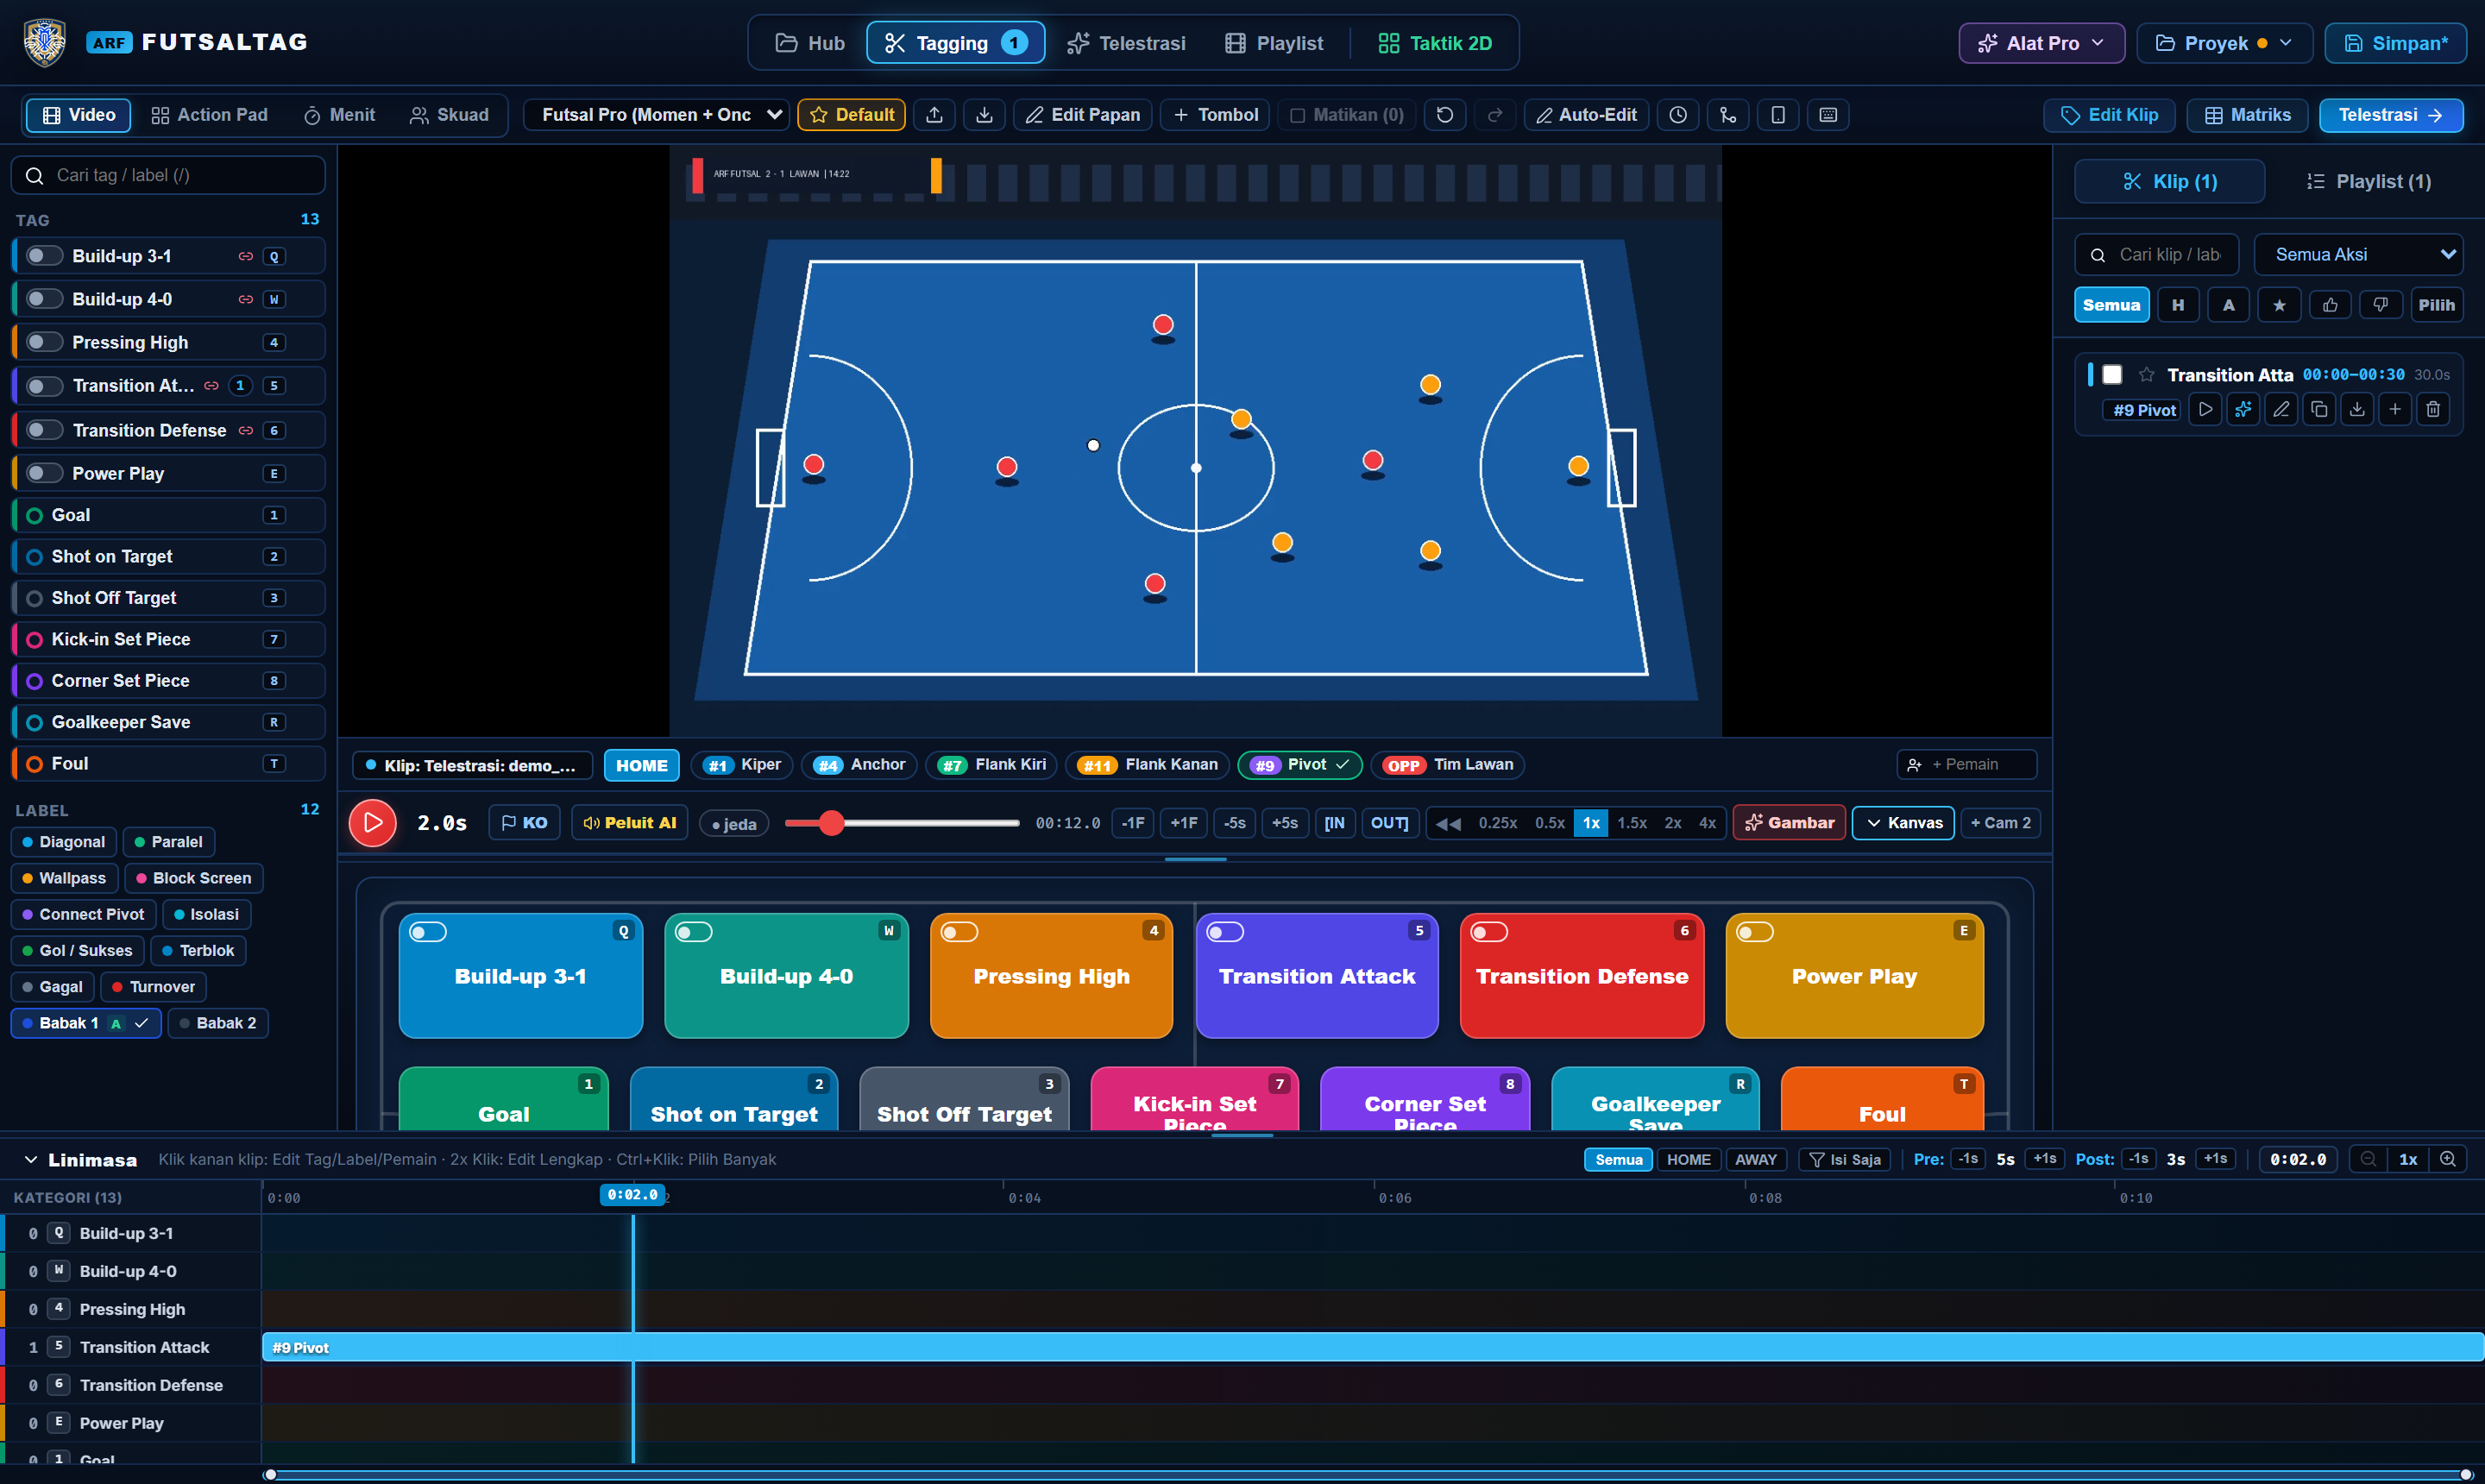 ARF FUTSALTAG
Hub
Tagging 1
Telestrasi
Playlist
Taktik 2D
Alat Pro
Proyek
Simpan*
Video
Action Pad
Menit
Skuad
Futsal Pro (Momen + Onc
Default
Edit Papan
+ Tombol
Matikan (0)
Auto-Edit
Edit Klip
Matriks
Telestrasi →
Cari tag / label (/)
TAG 13
Build-up 3-1 Q
Build-up 4-0 W
Pressing High 4
Transition At... 1 5
Transition Defense 6
Power Play E
Goal 1
Shot on Target 2
Shot Off Target 3
Kick-in Set Piece 7
Corner Set Piece 8
Goalkeeper Save R
Foul T
LABEL 12
Diagonal
Paralel
Wallpass
Block Screen
Connect Pivot
Isolasi
Gol / Sukses
Terblok
Gagal
Turnover
Babak 1 A ✓
Babak 2
ARF FUTSAL 2 - 1 LAWAN | 14:22
Klip (1)
Playlist (1)
Cari klip / lab
Semua Aksi
Semua H A ★ Pilih
Transition Atta 00:00–00:30 30.0s
#9 Pivot
Klip: Telestrasi: demo_...
HOME
#1 Kiper
#4 Anchor
#7 Flank Kiri
#11 Flank Kanan
#9 Pivot ✓
OPP Tim Lawan
+ Pemain
2.0s
KO
Peluit AI
jeda
00:12.0
-1F
+1F
-5s
+5s
[IN
OUT]
◀◀ 0.25x 0.5x 1x 1.5x 2x 4x
Gambar
Kanvas
+ Cam 2
Q
Build-up 3-1
W
Build-up 4-0
4
Pressing High
5
Transition Attack
6
Transition Defense
E
Power Play
1
Goal
2
Shot on Target
3
Shot Off Target
7
Kick-in Set
Piece
8
Corner Set
Piece
R
Goalkeeper
Save
T
Foul
Linimasa
Klik kanan klip: Edit Tag/Label/Pemain · 2x Klik: Edit Lengkap · Ctrl+Klik: Pilih Banyak
Semua HOME AWAY
Isi Saja
Pre: -1s 5s +1s
Post: -1s 3s +1s
0:02.0
1x
KATEGORI (13)
0:00 0:02.0 0:04 0:06 0:08 0:10
0 Q Build-up 3-1
0 W Build-up 4-0
0 4 Pressing High
1 5 Transition Attack
#9 Pivot
0 6 Transition Defense
0 E Power Play
0 1 Goal